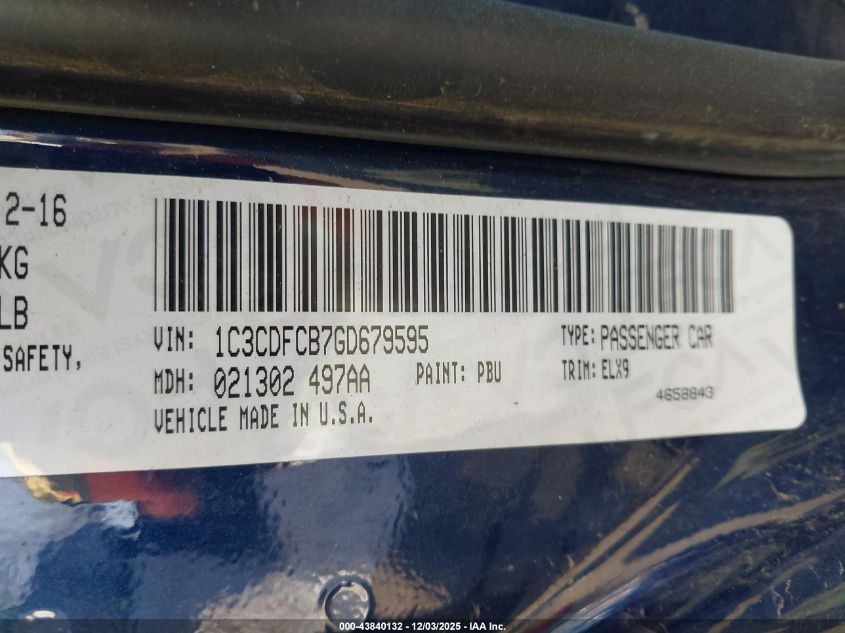 2-16
KG
LB
SAFETY,
VIN: 1C3CDFCB7GD679595
TYPE: PASSENGER CAR
MDH: 021302 497AA
PAINT: PBU
TRIM: ELX9
VEHICLE MADE IN U.S.A.
4658843
000-43840132 - 12/03/2025 - IAA Inc.